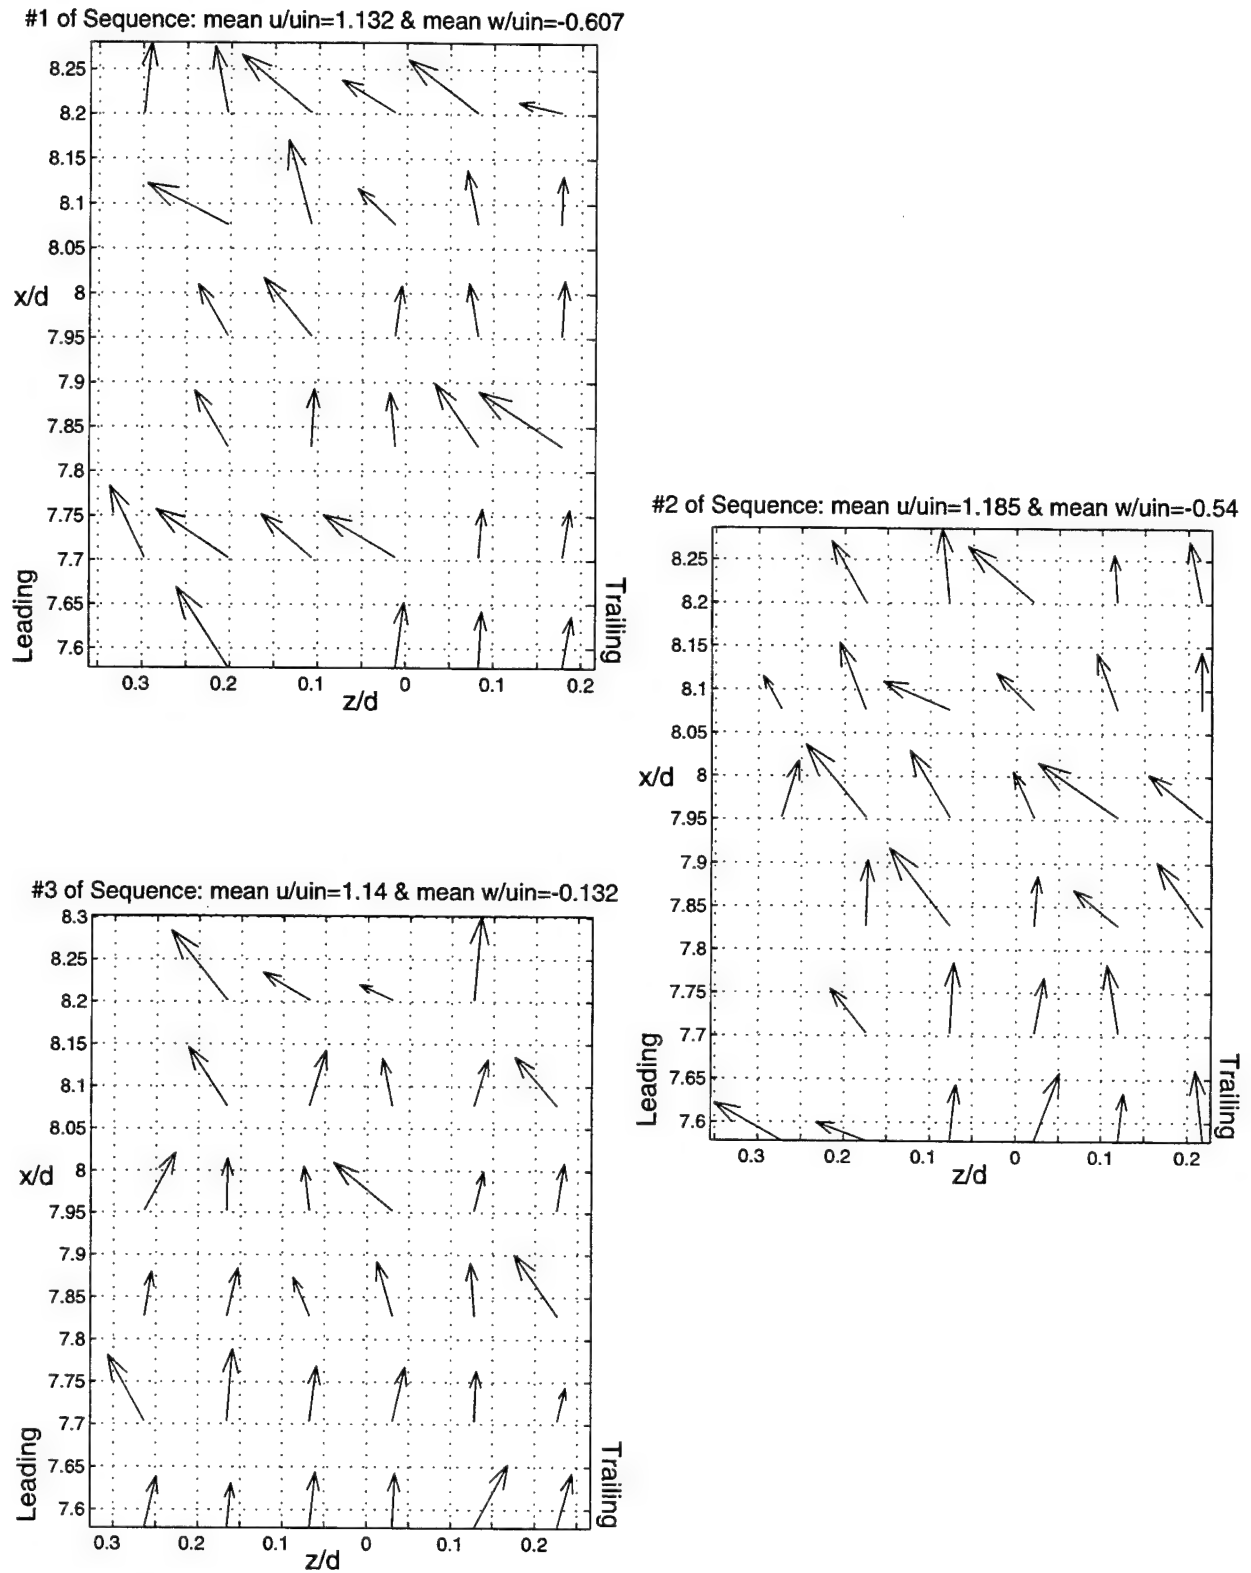 #1 of Sequence: mean u/uin=1.132 & mean w/uin=-0.607
8.25
8.2
8.15
8.1
8.05
x/d 8
7.95
7.9
7.85
7.8
7.75
7.7
7.65
7.6
Leading
Trailing
0.3 0.2 0.1 0 0.1 0.2
z/d
#2 of Sequence: mean u/uin=1.185 & mean w/uin=-0.54
8.25
8.2
8.15
8.1
8.05
x/d 8
7.95
7.9
7.85
7.8
7.75
7.7
7.65
7.6
Leading
Trailing
0.3 0.2 0.1 0 0.1 0.2
z/d
#3 of Sequence: mean u/uin=1.14 & mean w/uin=-0.132
8.3
8.25
8.2
8.15
8.1
8.05
x/d 8
7.95
7.9
7.85
7.8
7.75
7.7
7.65
7.6
Leading
Trailing
0.3 0.2 0.1 0 0.1 0.2
z/d